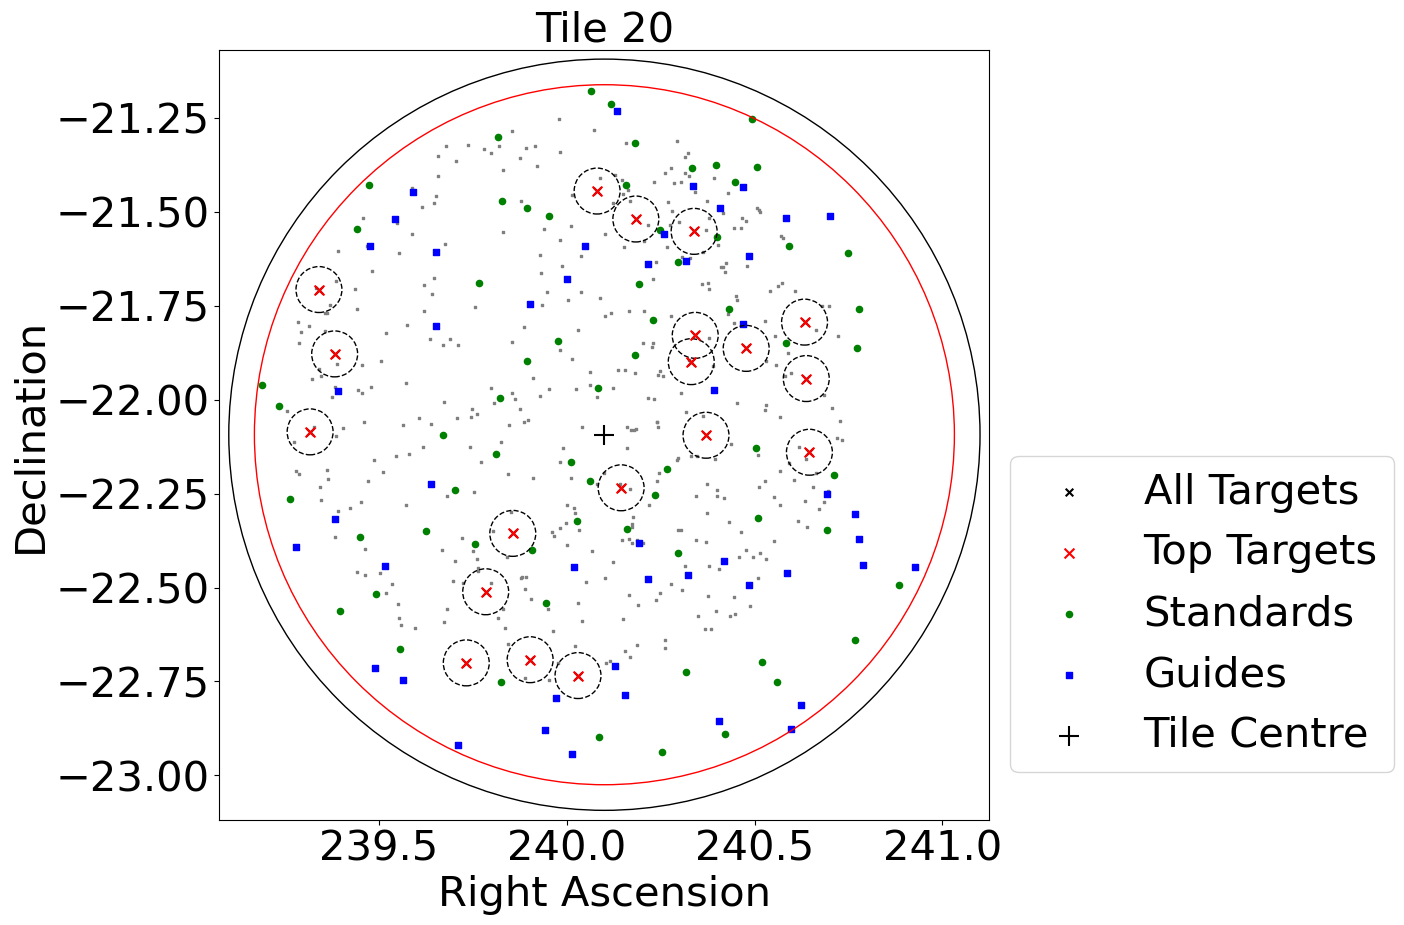 Tile 20
−21.25
−21.50
−21.75
−22.00
−22.25
−22.50
−22.75
−23.00
Declination
239.5 240.0 240.5 241.0
Right Ascension
All Targets
Top Targets
Standards
Guides
Tile Centre